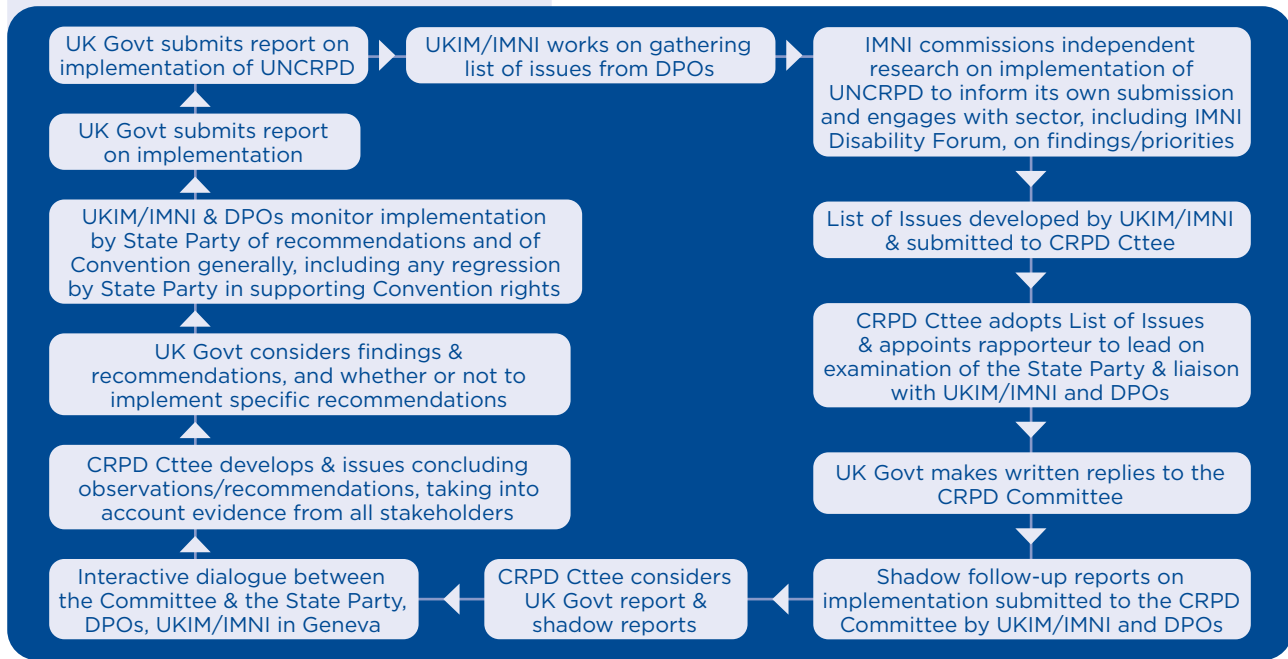 UK Govt submits report on
implementation of UNCRPD
UKIM/IMNI works on gathering
list of issues from DPOs
IMNI commissions independent
research on implementation of
UNCRPD to inform its own submission
and engages with sector, including IMNI
Disability Forum, on findings/priorities
List of Issues developed by UKIM/IMNI
& submitted to CRPD Cttee
CRPD Cttee adopts List of Issues
& appoints rapporteur to lead on
examination of the State Party & liaison
with UKIM/IMNI and DPOs
UK Govt makes written replies to the
CRPD Committee
Shadow follow-up reports on
implementation submitted to the CRPD
Committee by UKIM/IMNI and DPOs
CRPD Cttee considers
UK Govt report &
shadow reports
Interactive dialogue between
the Committee & the State Party,
DPOs, UKIM/IMNI in Geneva
CRPD Cttee develops & issues concluding
observations/recommendations, taking into
account evidence from all stakeholders
UK Govt considers findings &
recommendations, and whether or not to
implement specific recommendations
UKIM/IMNI & DPOs monitor implementation
by State Party of recommendations and of
Convention generally, including any regression
by State Party in supporting Convention rights
UK Govt submits report
on implementation